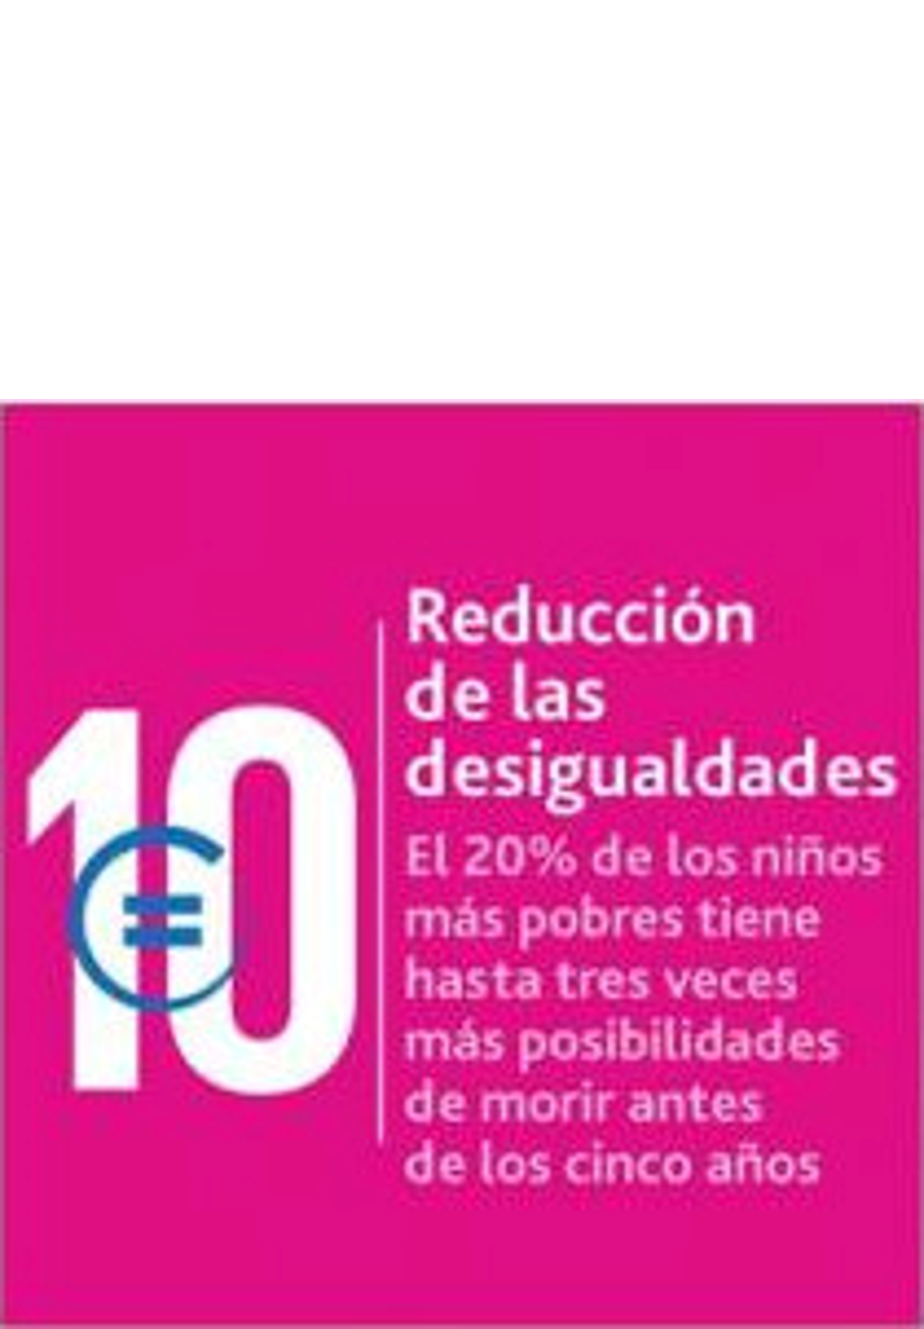 10
Reducción
de las
desigualdades
El 20% de los niños
más pobres tiene
hasta tres veces
más posibilidades
de morir antes
de los cinco años